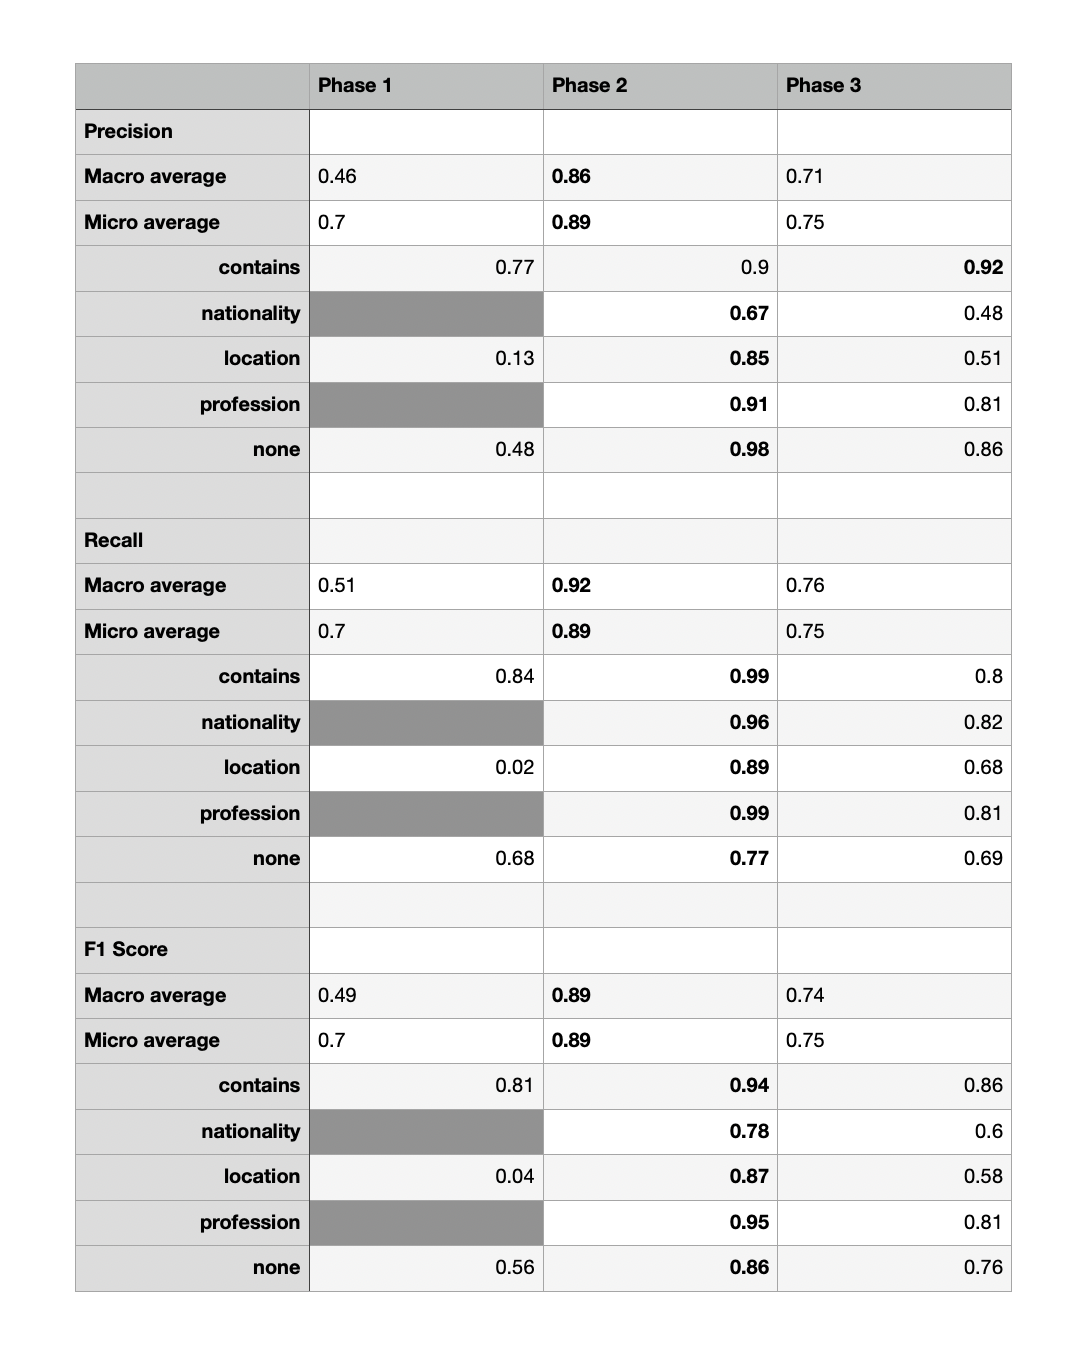 Phase 1 Phase 2 Phase 3
Precision
Macro average 0.46 0.86 0.71
Micro average 0.7 0.89 0.75
contains 0.77 0.9 0.92
nationality 0.67 0.48
location 0.13 0.85 0.51
profession 0.91 0.81
none 0.48 0.98 0.86
Recall
Macro average 0.51 0.92 0.76
Micro average 0.7 0.89 0.75
contains 0.84 0.99 0.8
nationality 0.96 0.82
location 0.02 0.89 0.68
profession 0.99 0.81
none 0.68 0.77 0.69
F1 Score
Macro average 0.49 0.89 0.74
Micro average 0.7 0.89 0.75
contains 0.81 0.94 0.86
nationality 0.78 0.6
location 0.04 0.87 0.58
profession 0.95 0.81
none 0.56 0.86 0.76